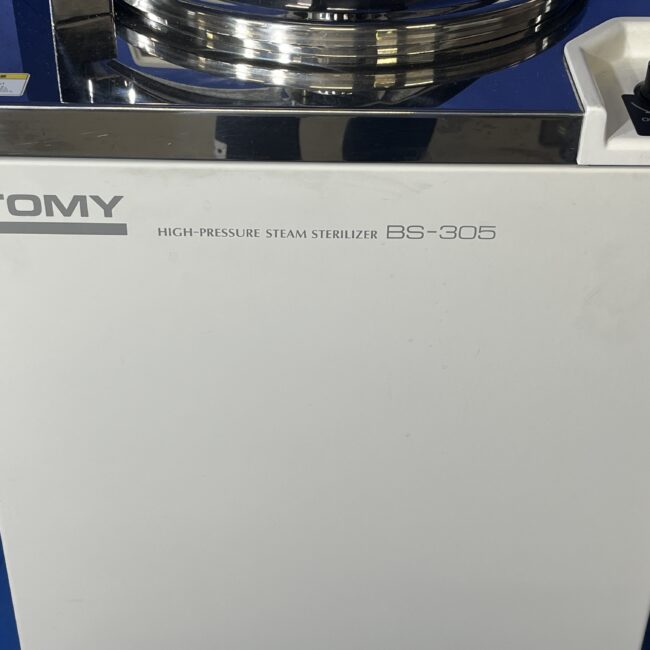 TOMY
HIGH-PRESSURE STEAM STERILIZER BS-305